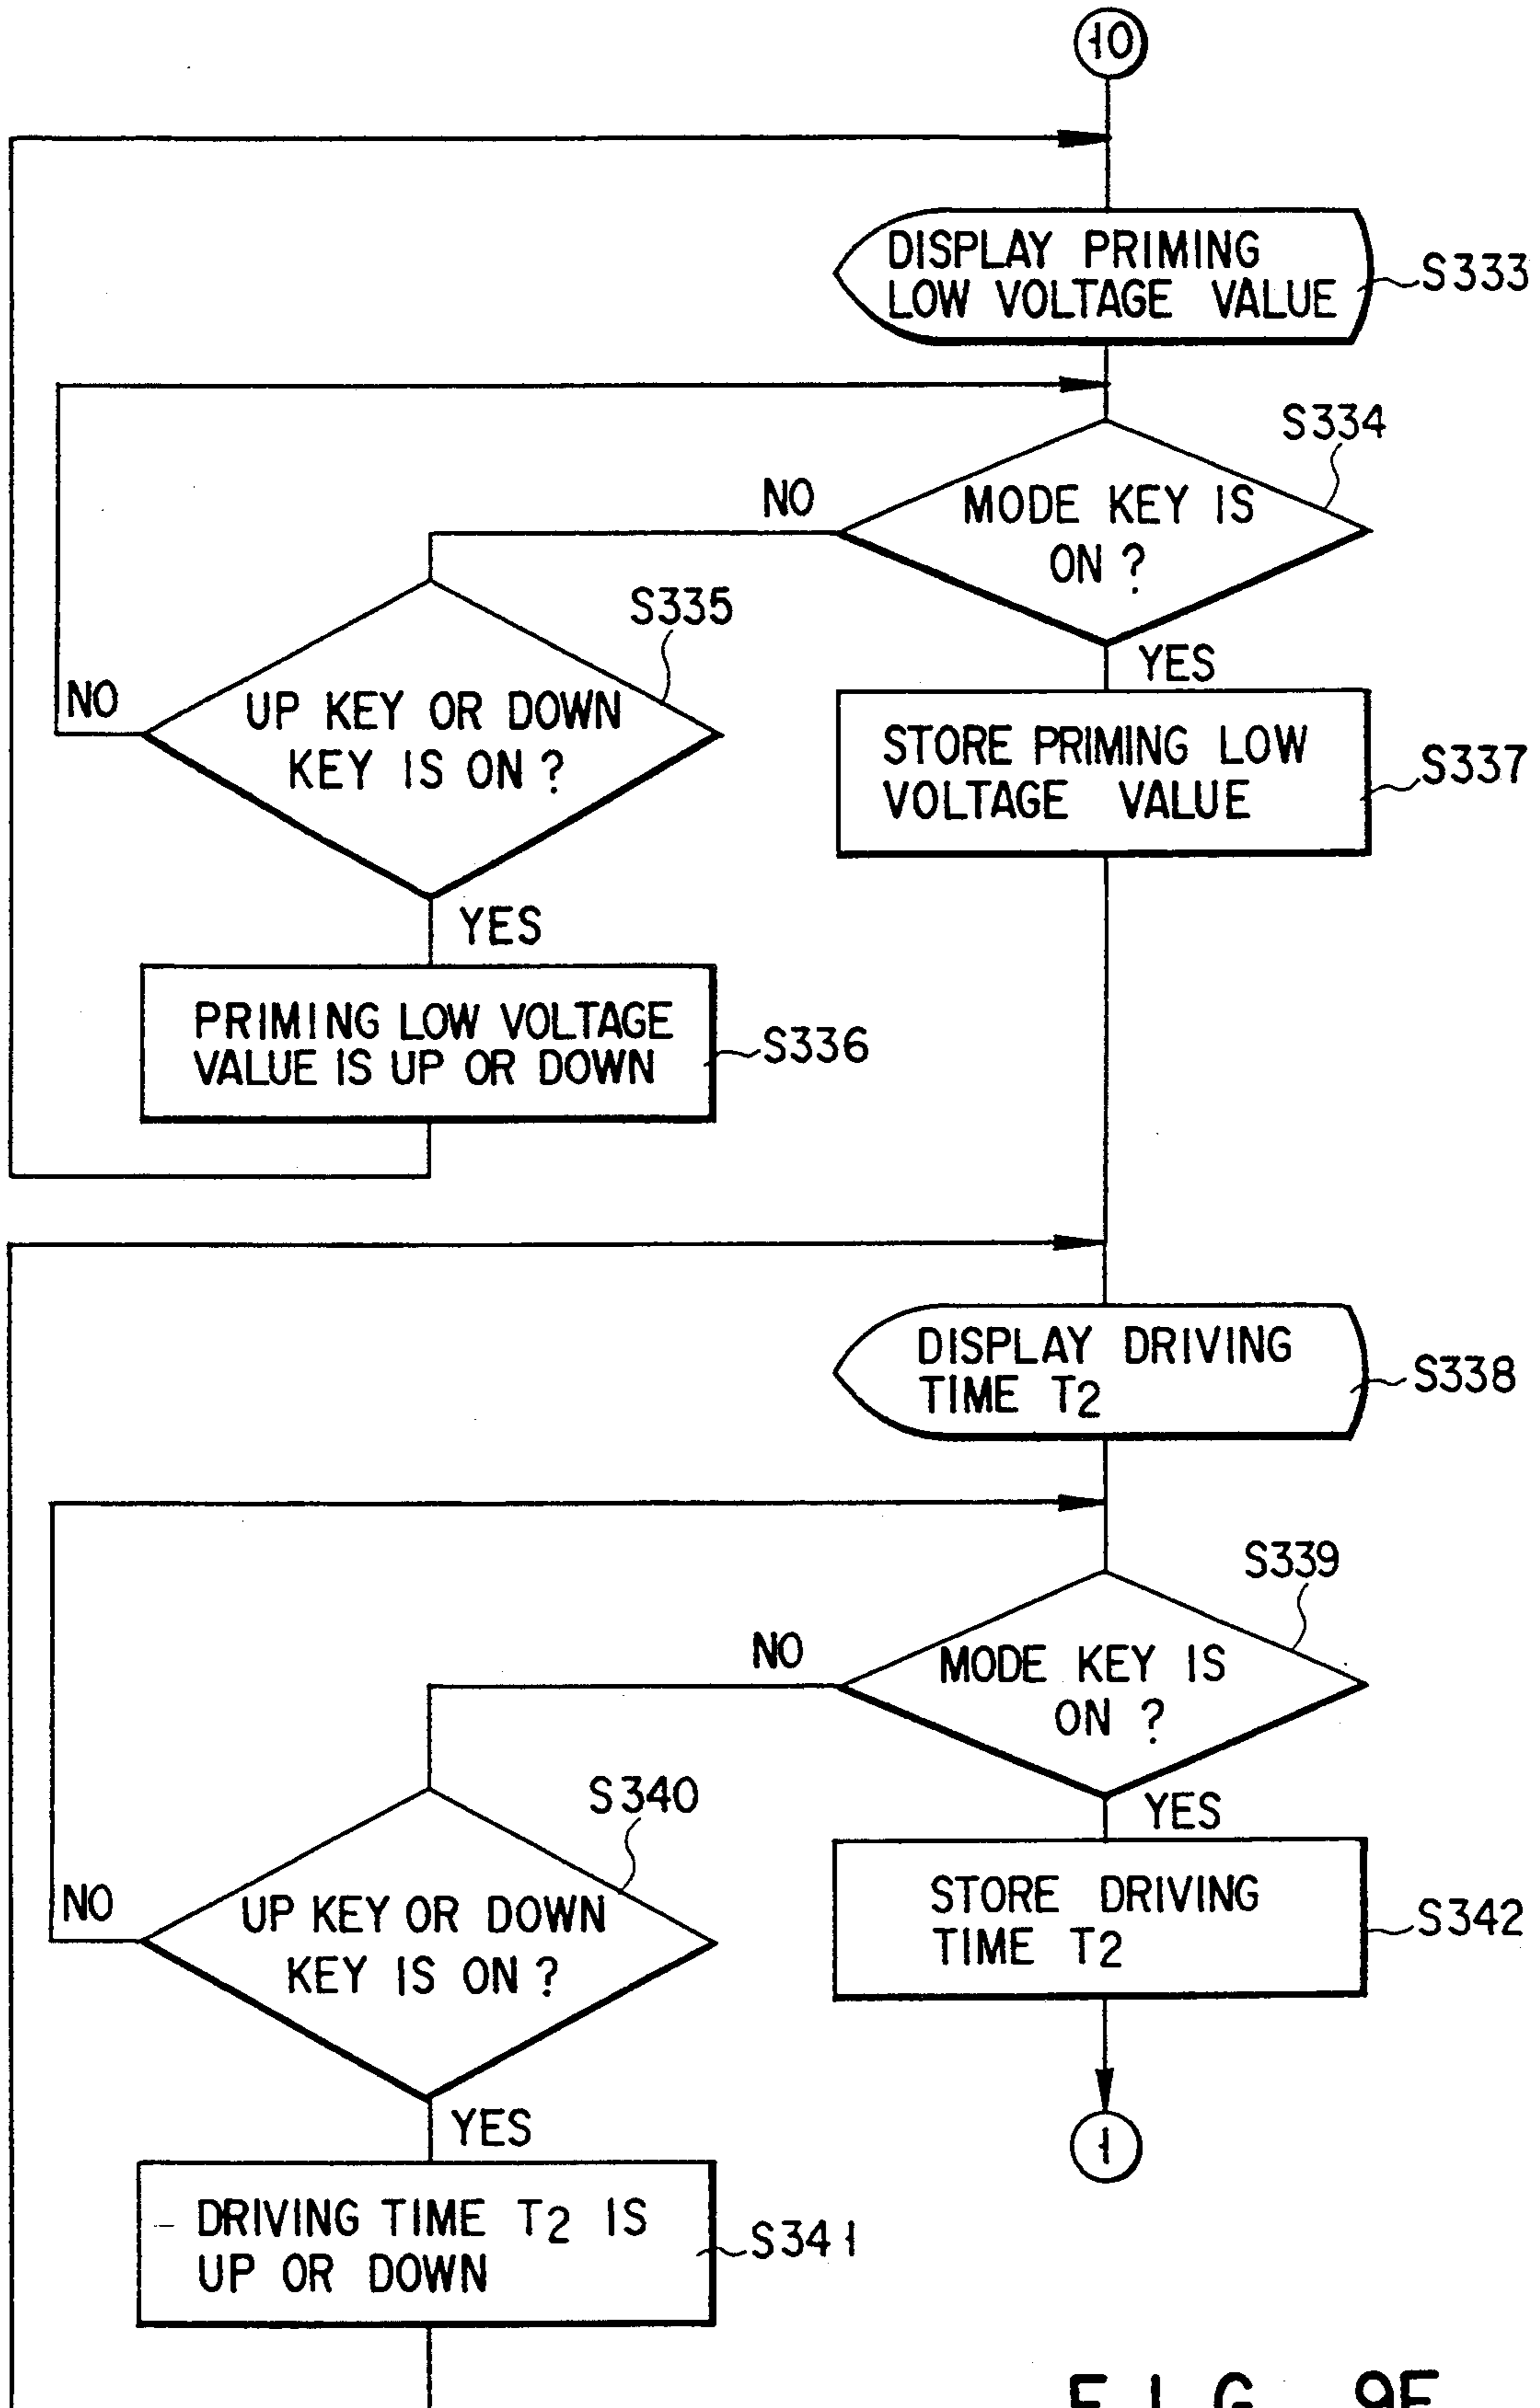 10
DISPLAY PRIMING
LOW VOLTAGE VALUE
S333
S334
MODE KEY IS
ON ?
NO
YES
S335
UP KEY OR DOWN
KEY IS ON ?
NO
YES
STORE PRIMING LOW
VOLTAGE VALUE
S337
PRIMING LOW VOLTAGE
VALUE IS UP OR DOWN
S336
DISPLAY DRIVING
TIME T2
S338
S339
MODE KEY IS
ON ?
NO
YES
S340
UP KEY OR DOWN
KEY IS ON ?
NO
YES
STORE DRIVING
TIME T2
S342
1
DRIVING TIME T2 IS
UP OR DOWN
S341
FIG.